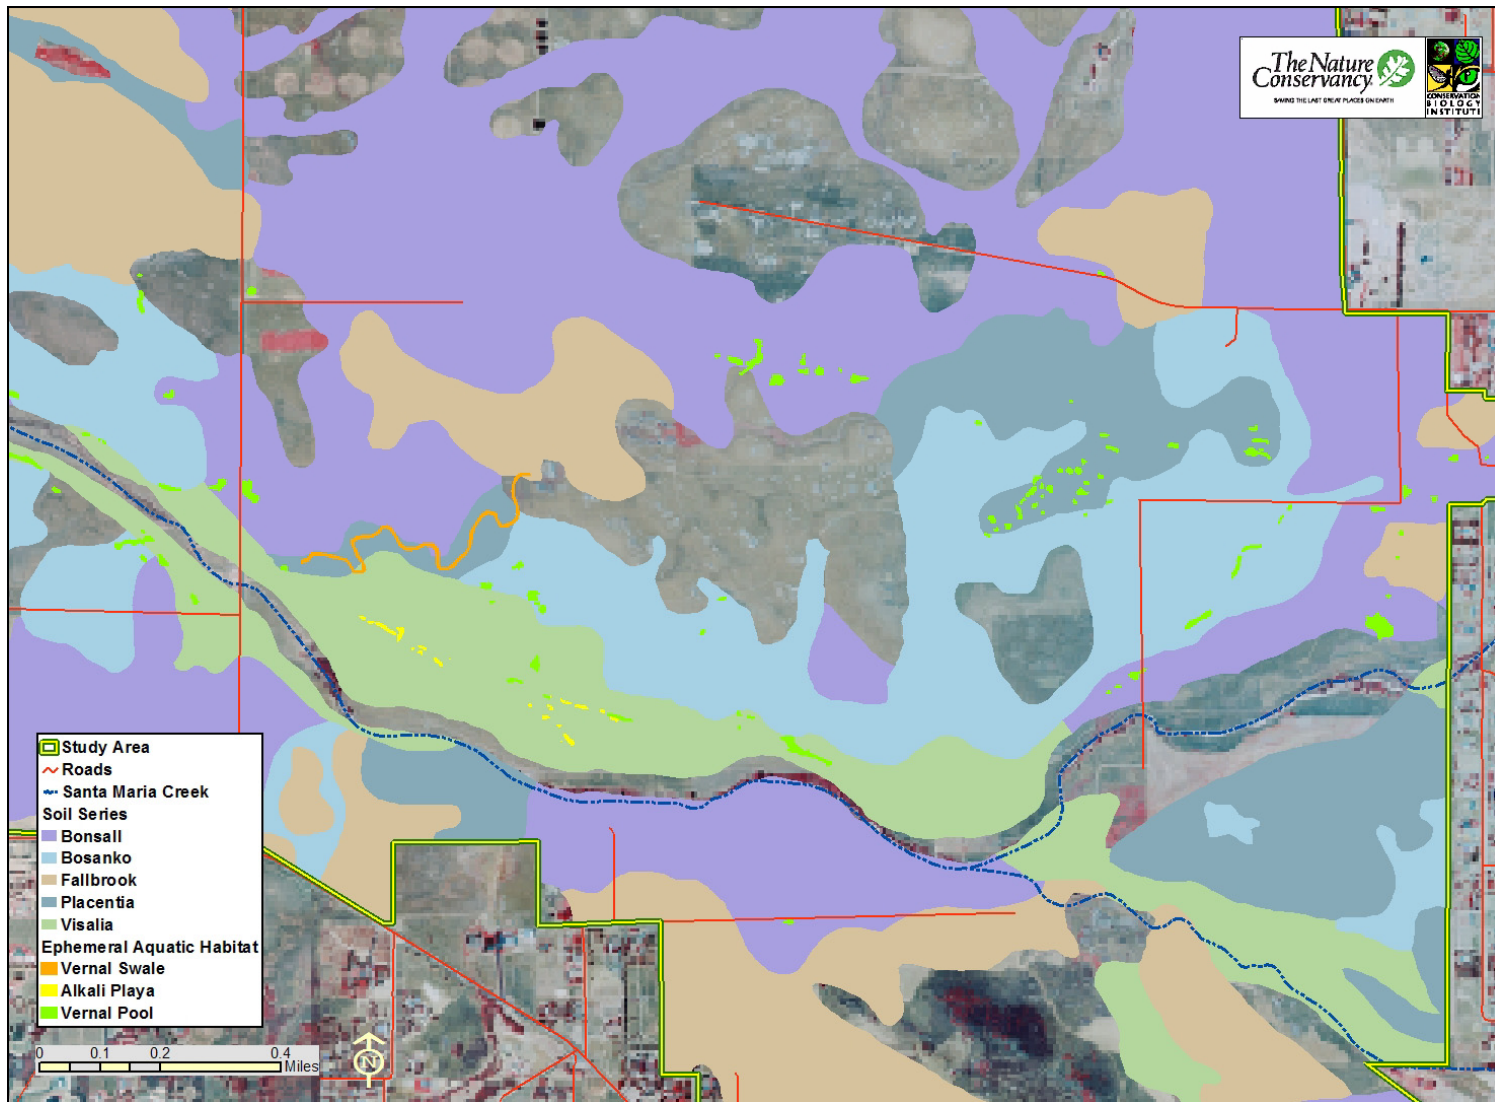 The Nature
Conservancy
SAVING THE LAST GREAT PLACES ON EARTH
CONSERVATION
BIOLOGY
INSTITUTE
Study Area
Roads
Santa Maria Creek
Soil Series
Bonsall
Bosanko
Fallbrook
Placentia
Visalia
Ephemeral Aquatic Habitat
Vernal Swale
Alkali Playa
Vernal Pool
0 0.1 0.2 0.4
Miles
N